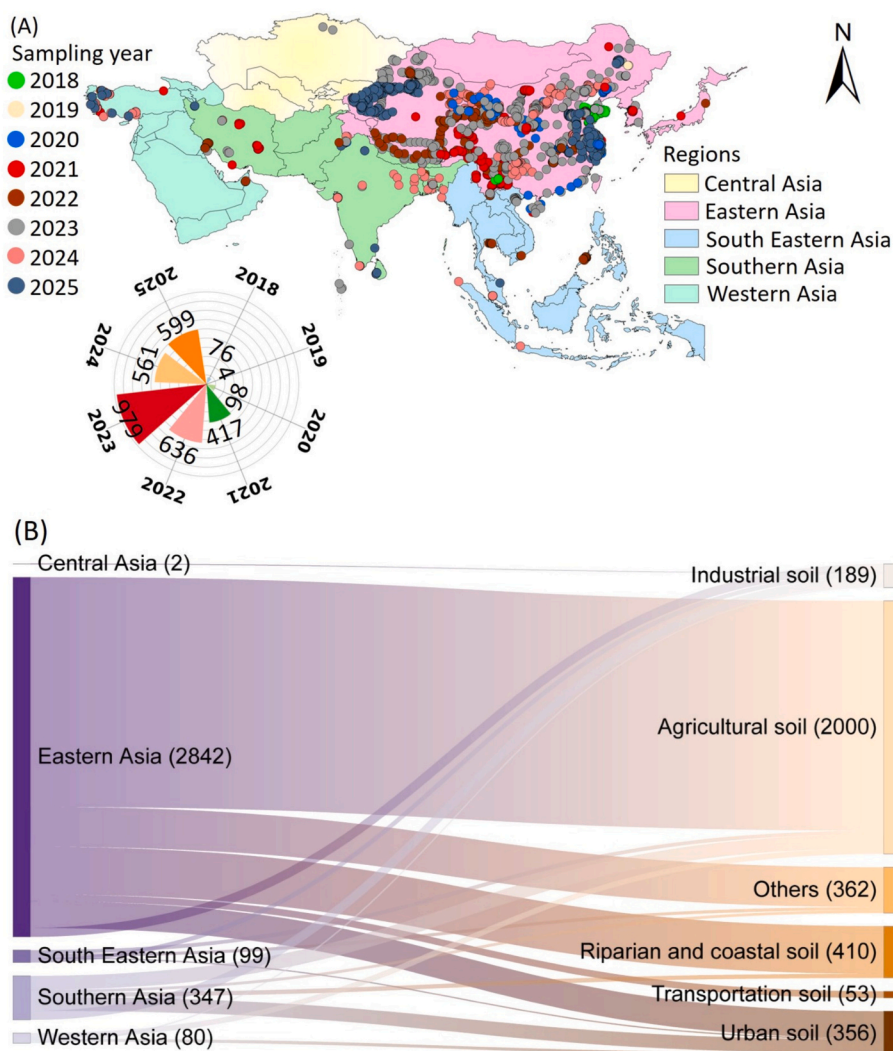 (A)
N
Sampling year
2018
2019
2020
2021
2022
2023
2024
2025
Regions
Central Asia
Eastern Asia
South Eastern Asia
Southern Asia
Western Asia
2018
2019
2020
2021
2022
2023
2024
2025
76
4
98
417
636
979
561
599
(B)
Central Asia (2)
Eastern Asia (2842)
South Eastern Asia (99)
Southern Asia (347)
Western Asia (80)
Industrial soil (189)
Agricultural soil (2000)
Others (362)
Riparian and coastal soil (410)
Transportation soil (53)
Urban soil (356)